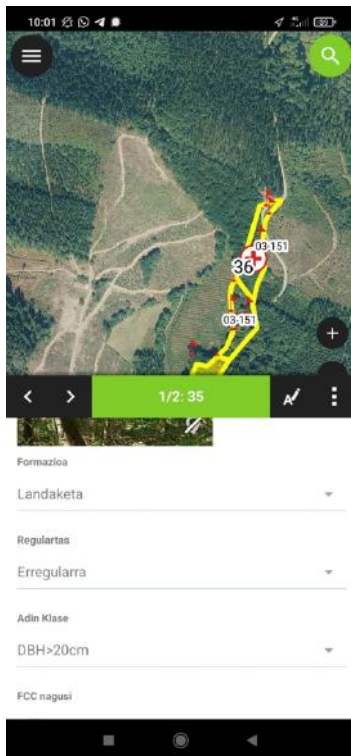 10:01
03-151
36
03-151
1/2: 35
Formazioa
Landaketa
Regulartas
Erregularra
Adin Klase
DBH>20cm
FCC nagusi